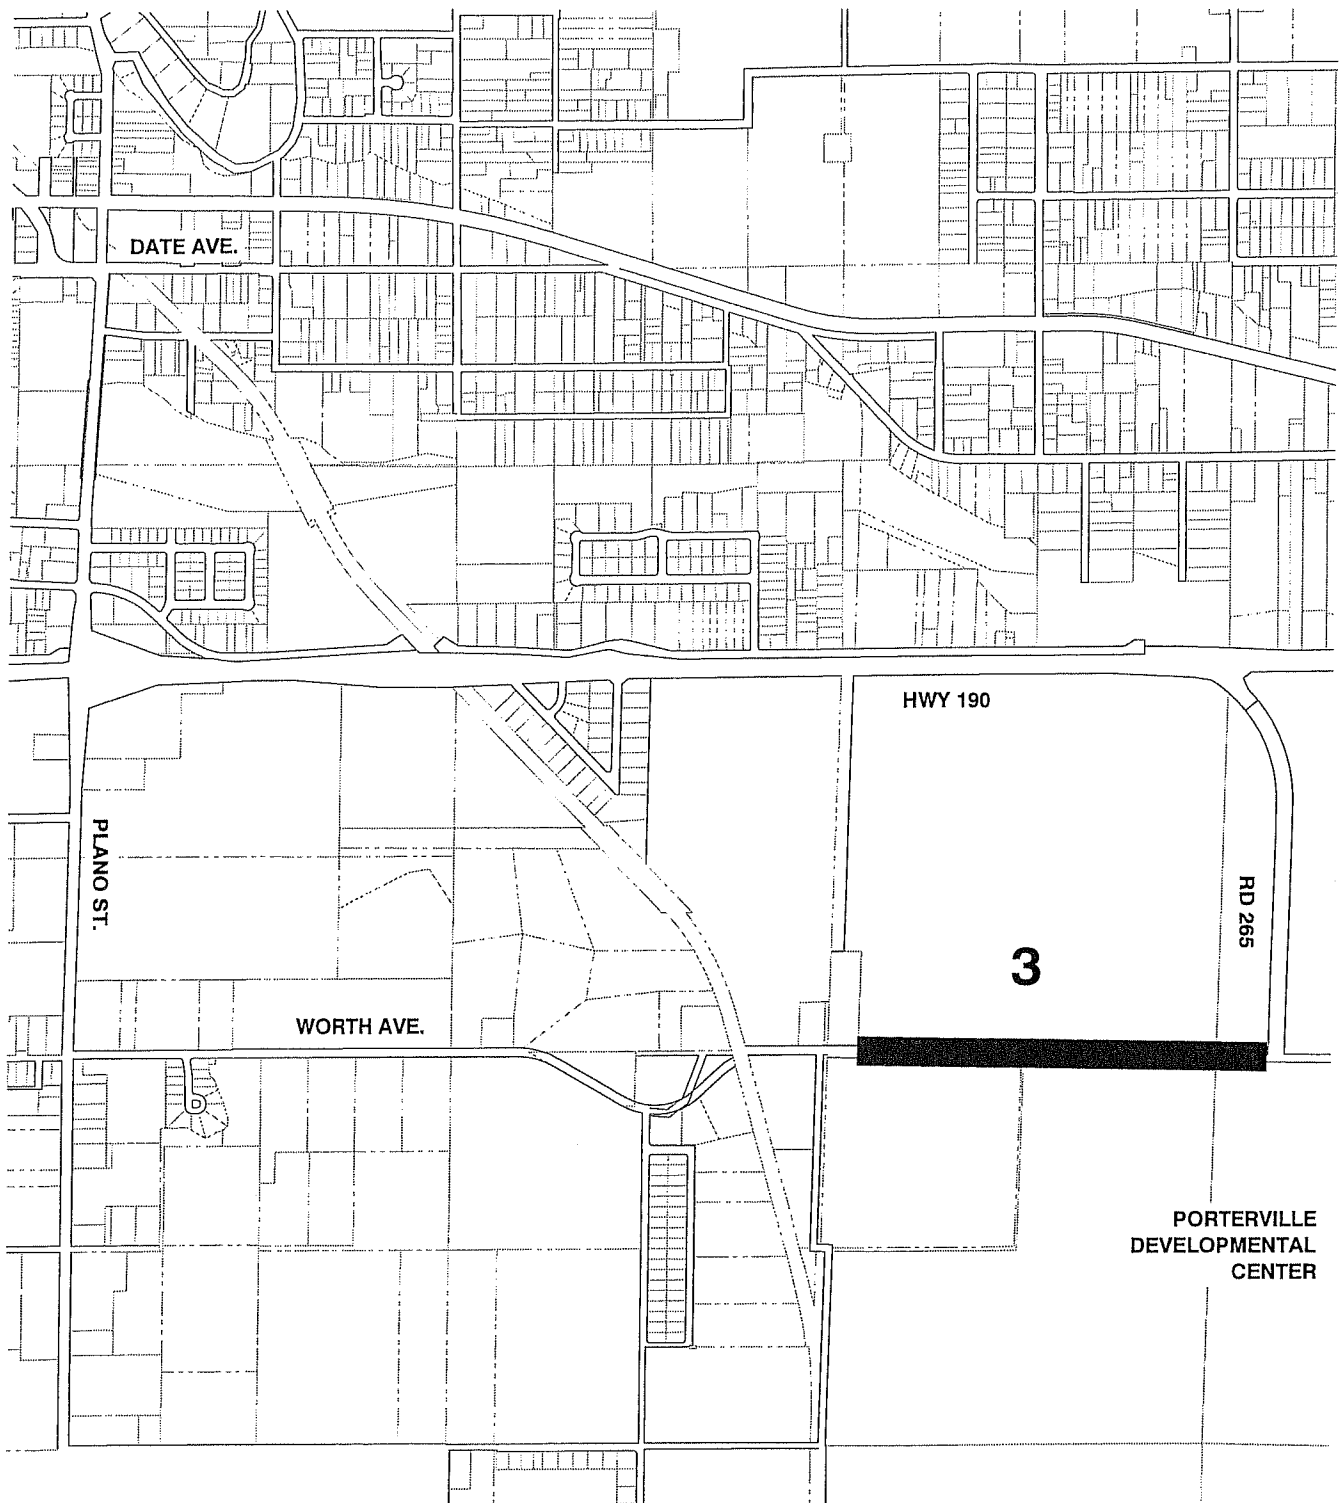 DATE AVE.
HWY 190
PLANO ST.
RD 265
3
WORTH AVE.
PORTERVILLE
DEVELOPMENTAL
CENTER